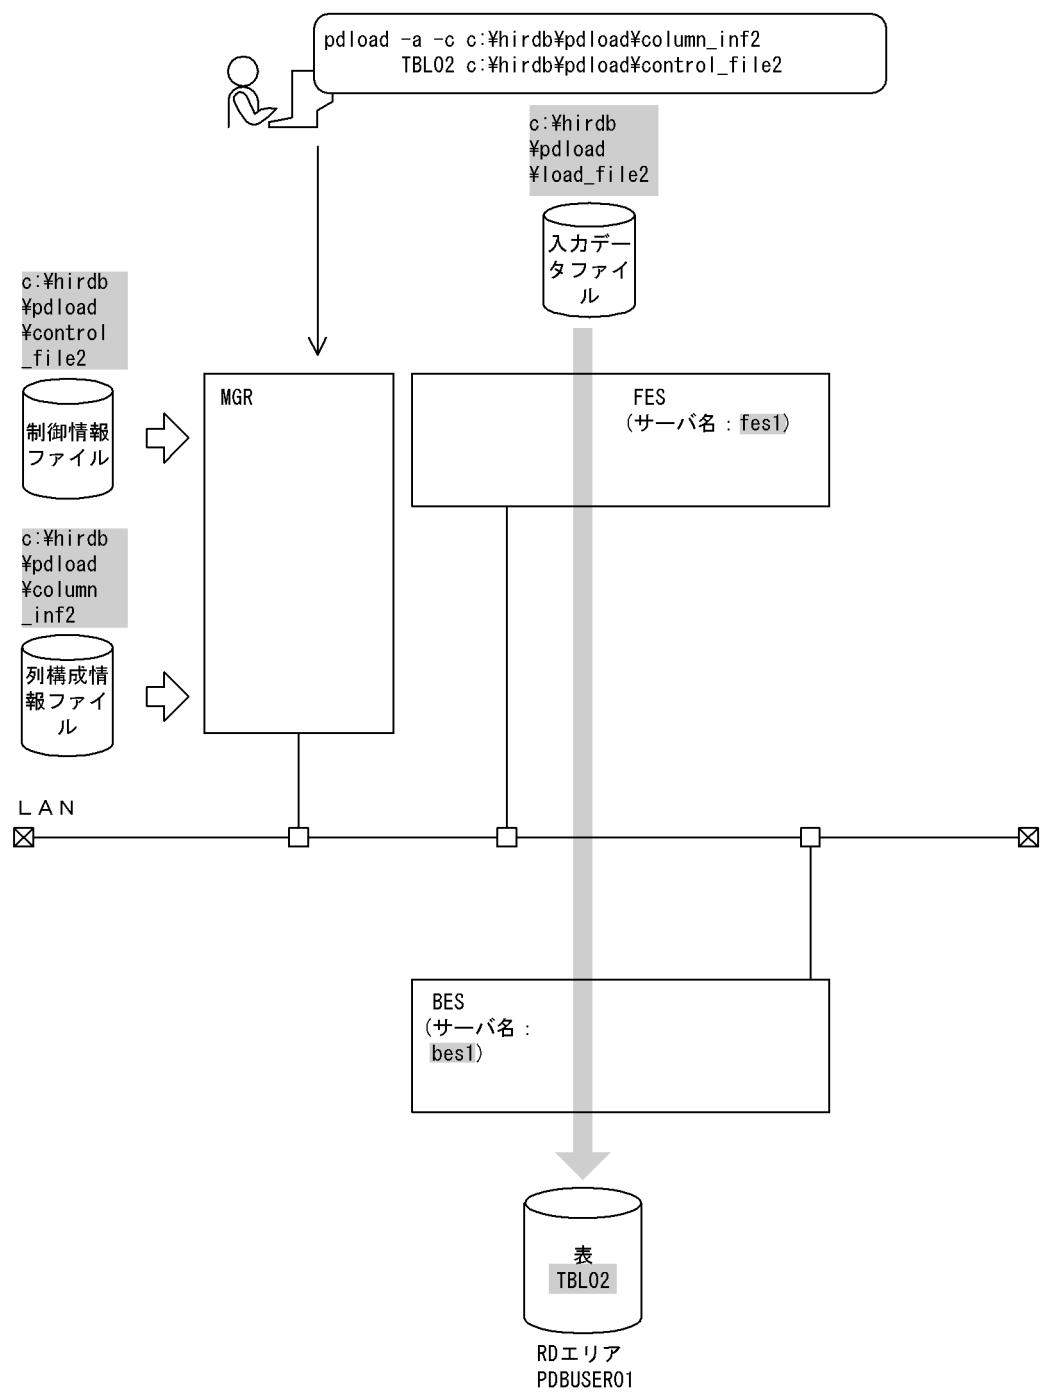 pdload -a -c c:¥hirdb¥pdload¥column_inf2
TBL02 c:¥hirdb¥pdload¥control_file2
c:¥hirdb
¥pdload
¥load_file2
入力デー
タファイ
ル
c:¥hirdb
¥pdload
¥control
_file2
制御情報
ファイル
MGR
FES
(サーバ名：fes1)
c:¥hirdb
¥pdload
¥column
_inf2
列構成情
報ファイ
ル
ＬＡＮ
BES
(サーバ名：
bes1)
表
TBL02
RDエリア
PDBUSER01